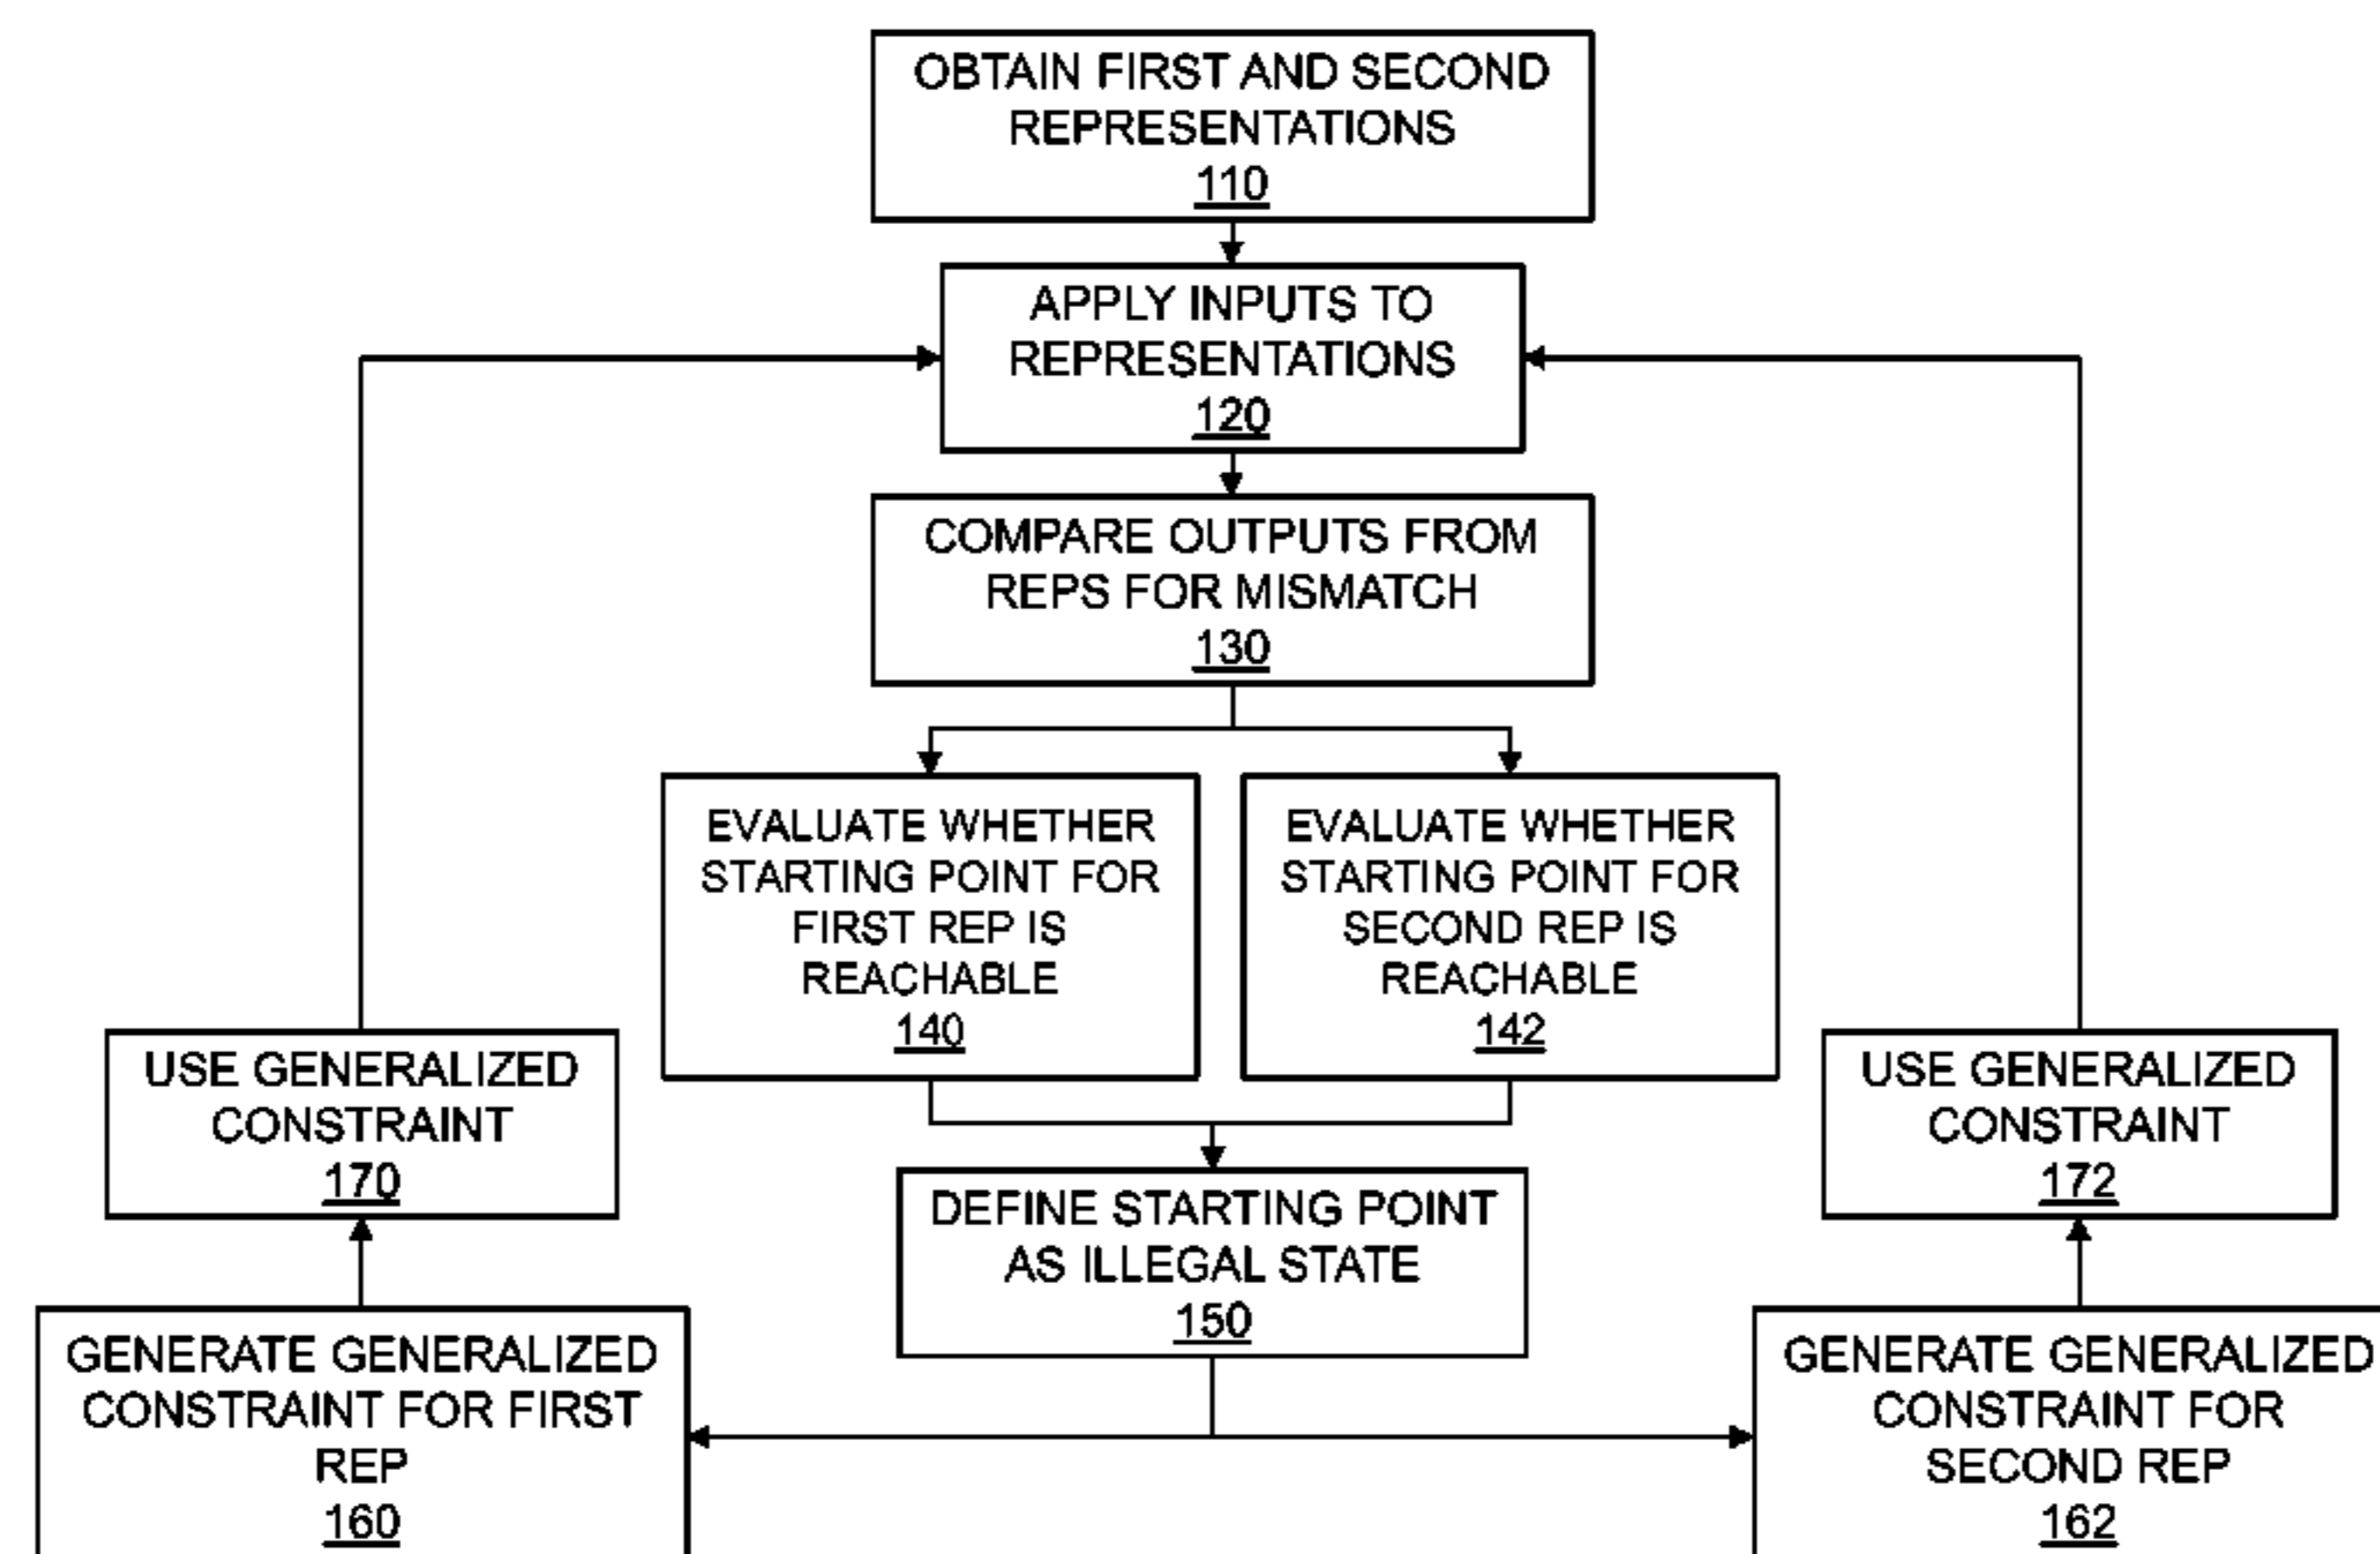 OBTAIN FIRST AND SECOND
REPRESENTATIONS
110
APPLY INPUTS TO
REPRESENTATIONS
120
COMPARE OUTPUTS FROM
REPS FOR MISMATCH
130
EVALUATE WHETHER
STARTING POINT FOR
FIRST REP IS
REACHABLE
140
EVALUATE WHETHER
STARTING POINT FOR
SECOND REP IS
REACHABLE
142
USE GENERALIZED
CONSTRAINT
170
DEFINE STARTING POINT
AS ILLEGAL STATE
150
USE GENERALIZED
CONSTRAINT
172
GENERATE GENERALIZED
CONSTRAINT FOR FIRST
REP
160
GENERATE GENERALIZED
CONSTRAINT FOR
SECOND REP
162